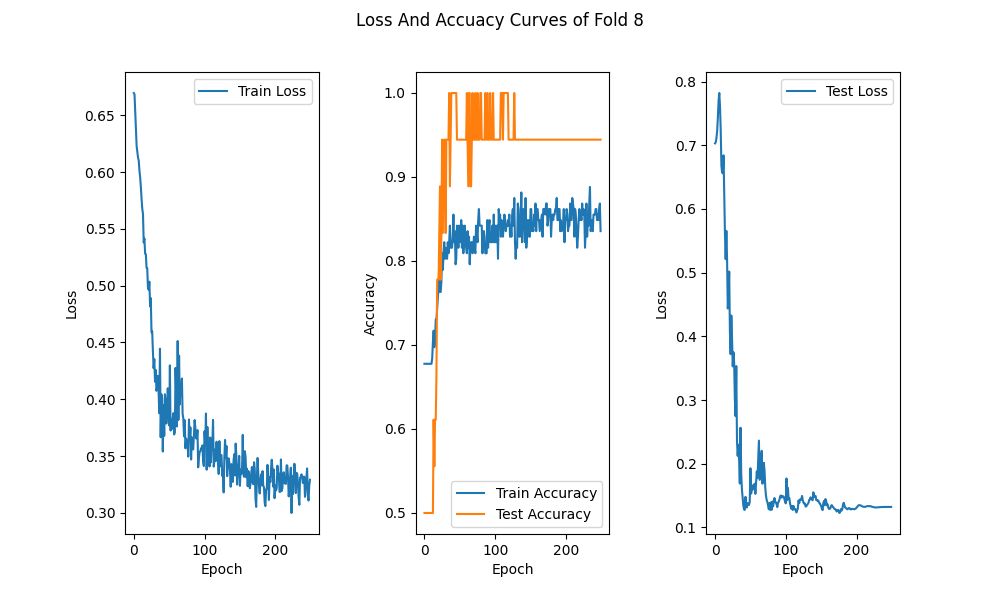 Loss And Accuacy Curves of Fold 8
Train Loss
0.65
0.60
0.55
0.50
0.45
0.40
0.35
0.30
Loss
0
100
200
Epoch
1.0
0.9
0.8
0.7
0.6
0.5
Accuracy
Train Accuracy
Test Accuracy
0
100
200
Epoch
Test Loss
0.8
0.7
0.6
0.5
0.4
0.3
0.2
0.1
Loss
0
100
200
Epoch